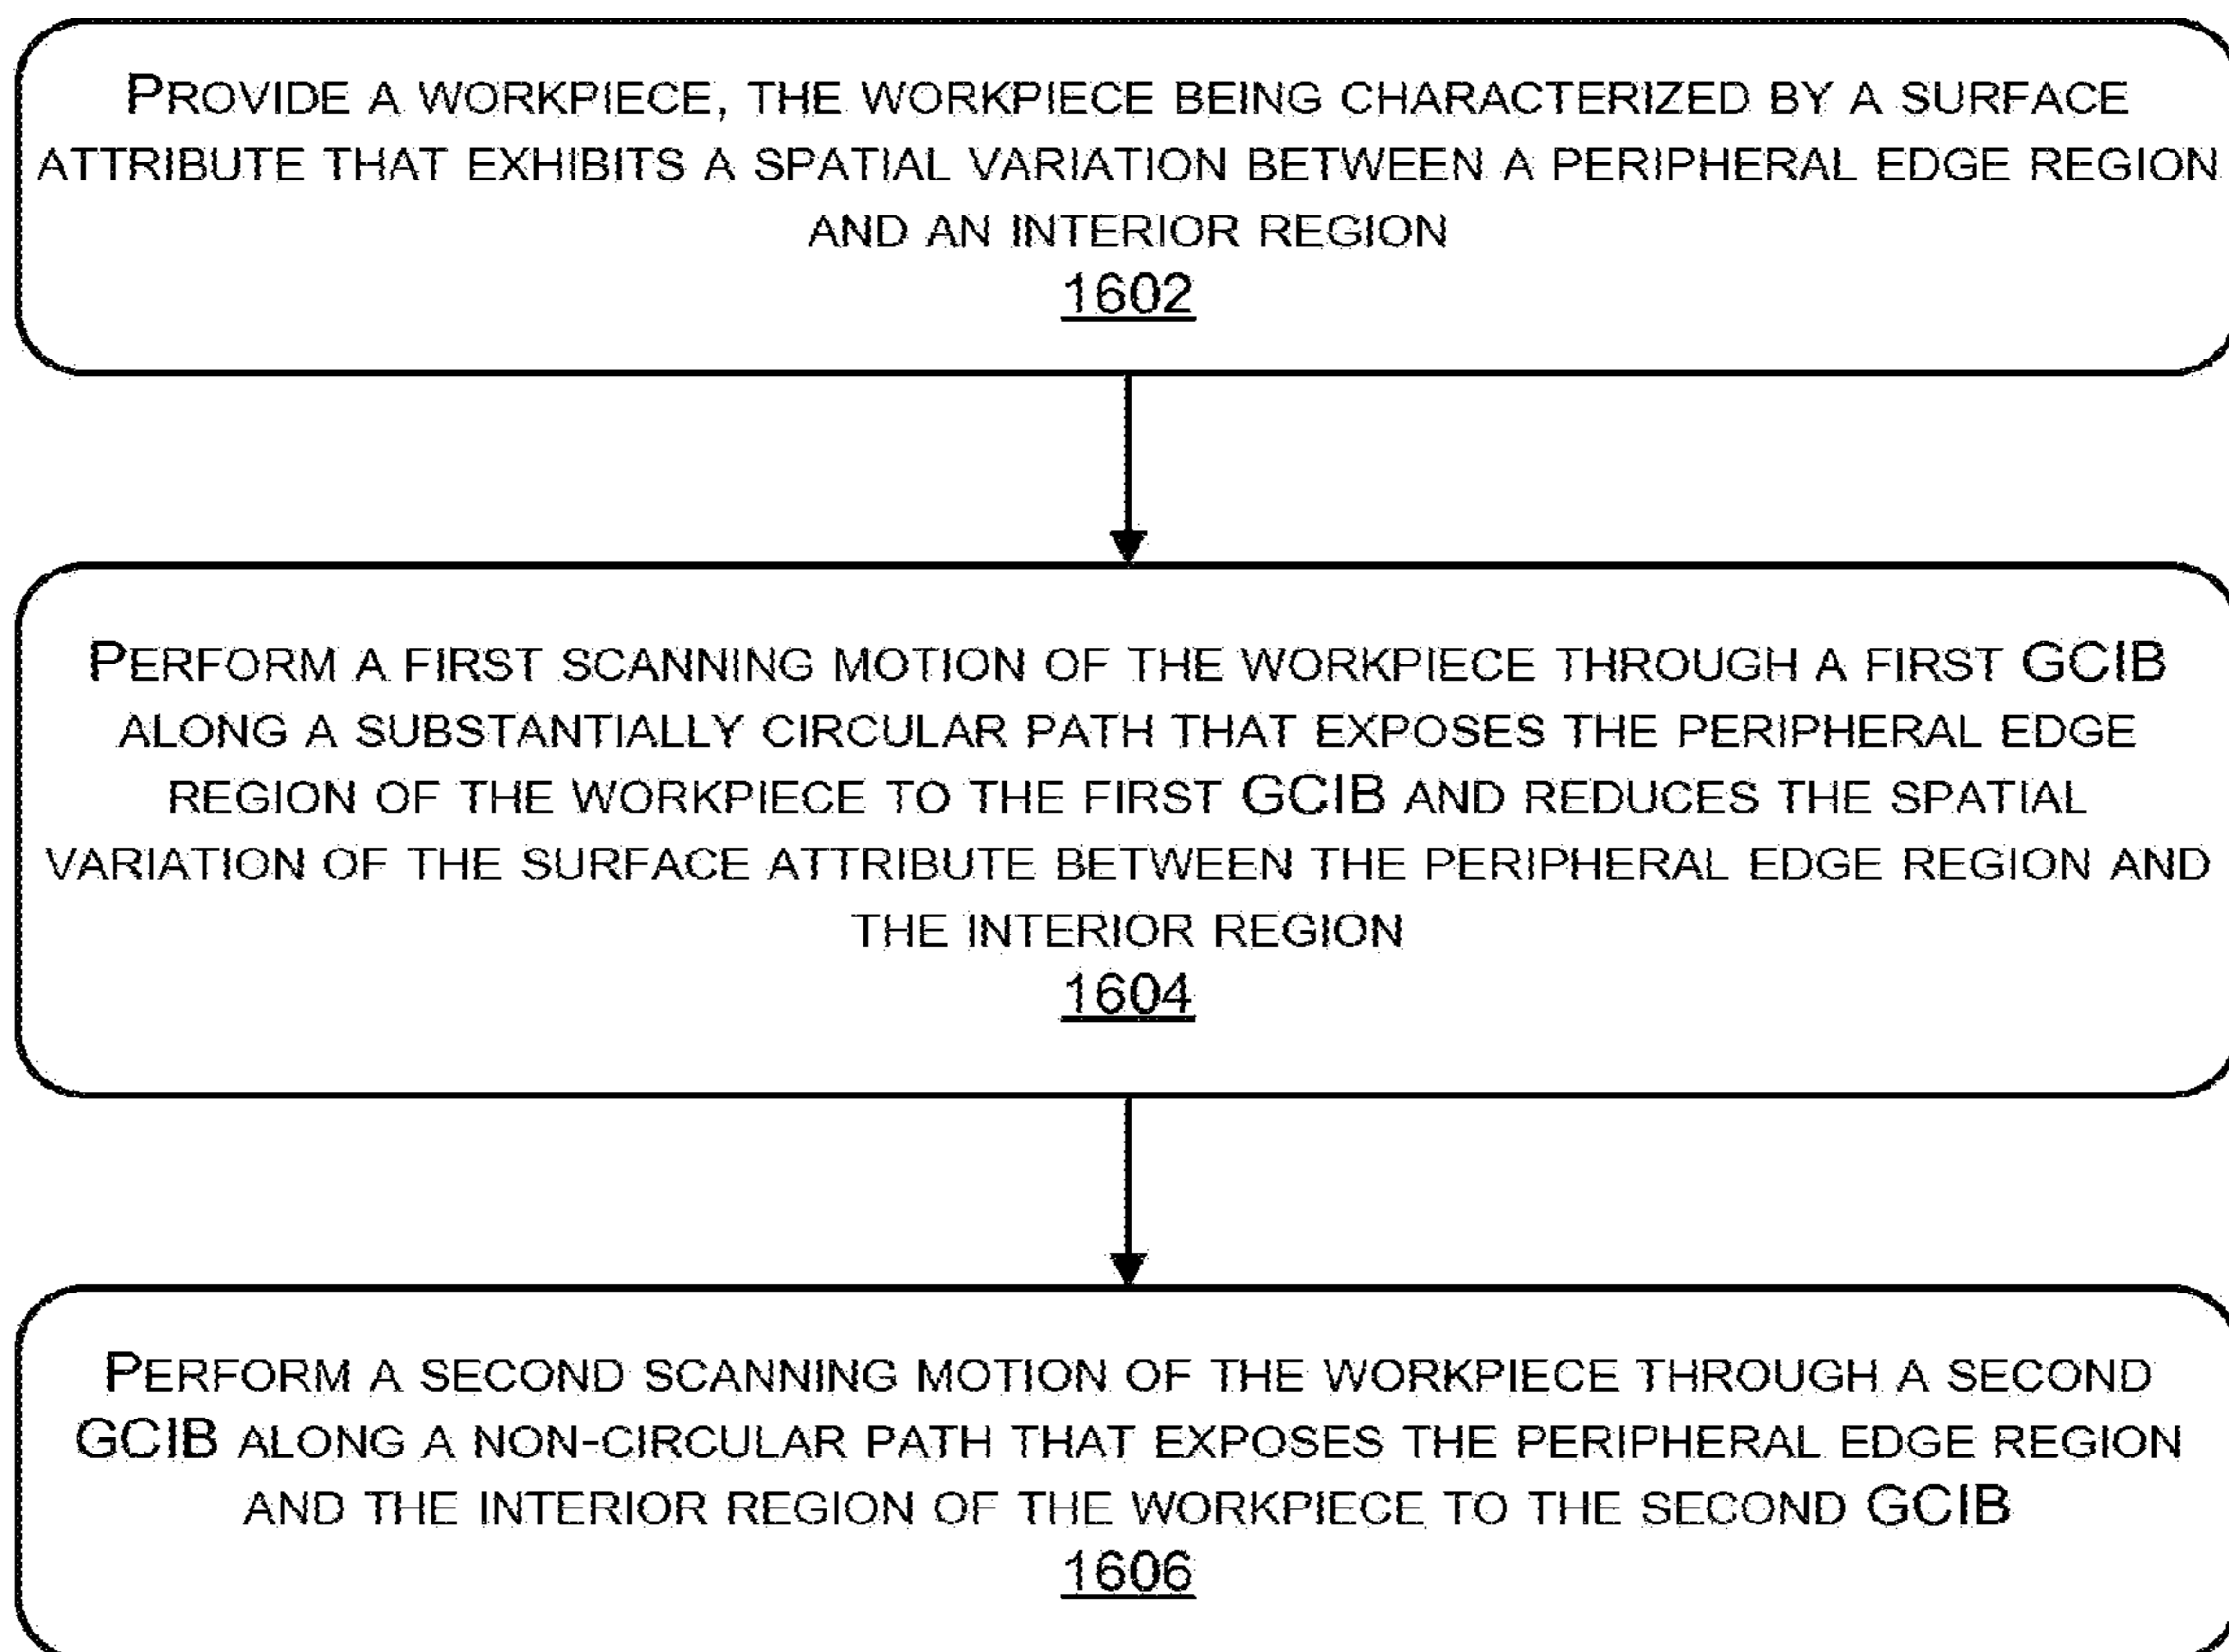 PROVIDE A WORKPIECE, THE WORKPIECE BEING CHARACTERIZED BY A SURFACE
ATTRIBUTE THAT EXHIBITS A SPATIAL VARIATION BETWEEN A PERIPHERAL EDGE REGION
AND AN INTERIOR REGION
1602
PERFORM A FIRST SCANNING MOTION OF THE WORKPIECE THROUGH A FIRST GCIB
ALONG A SUBSTANTIALLY CIRCULAR PATH THAT EXPOSES THE PERIPHERAL EDGE
REGION OF THE WORKPIECE TO THE FIRST GCIB AND REDUCES THE SPATIAL
VARIATION OF THE SURFACE ATTRIBUTE BETWEEN THE PERIPHERAL EDGE REGION AND
THE INTERIOR REGION
1604
PERFORM A SECOND SCANNING MOTION OF THE WORKPIECE THROUGH A SECOND
GCIB ALONG A NON-CIRCULAR PATH THAT EXPOSES THE PERIPHERAL EDGE REGION
AND THE INTERIOR REGION OF THE WORKPIECE TO THE SECOND GCIB
1606